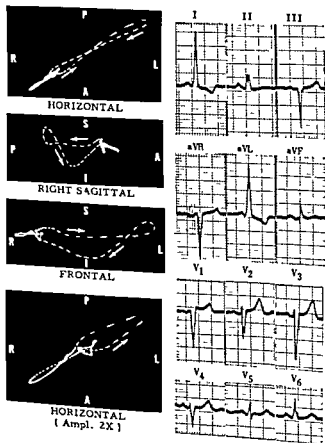 P
R
L
A
HORIZONTAL
S
P
A
I
RIGHT SAGITTAL
S
R
L
I
FRONTAL
P
R
L
A
HORIZONTAL
[ Ampl. 2X ]
I II III
aVR aVL aVF
V1 V2 V3
V4 V5 V6